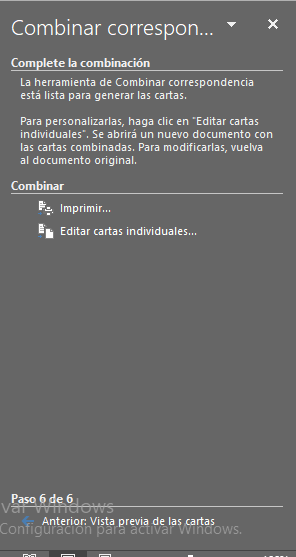 Combinar correspon...
Complete la combinación
La herramienta de Combinar correspondencia
está lista para generar las cartas.
Para personalizarlas, haga clic en "Editar cartas
individuales". Se abrirá un nuevo documento con
las cartas combinadas. Para modificarlas, vuelva
al documento original.
Combinar
Imprimir...
Editar cartas individuales...
Paso 6 de 6
var Windows
Anterior: Vista previa de las cartas
Configuración para activar Windows.